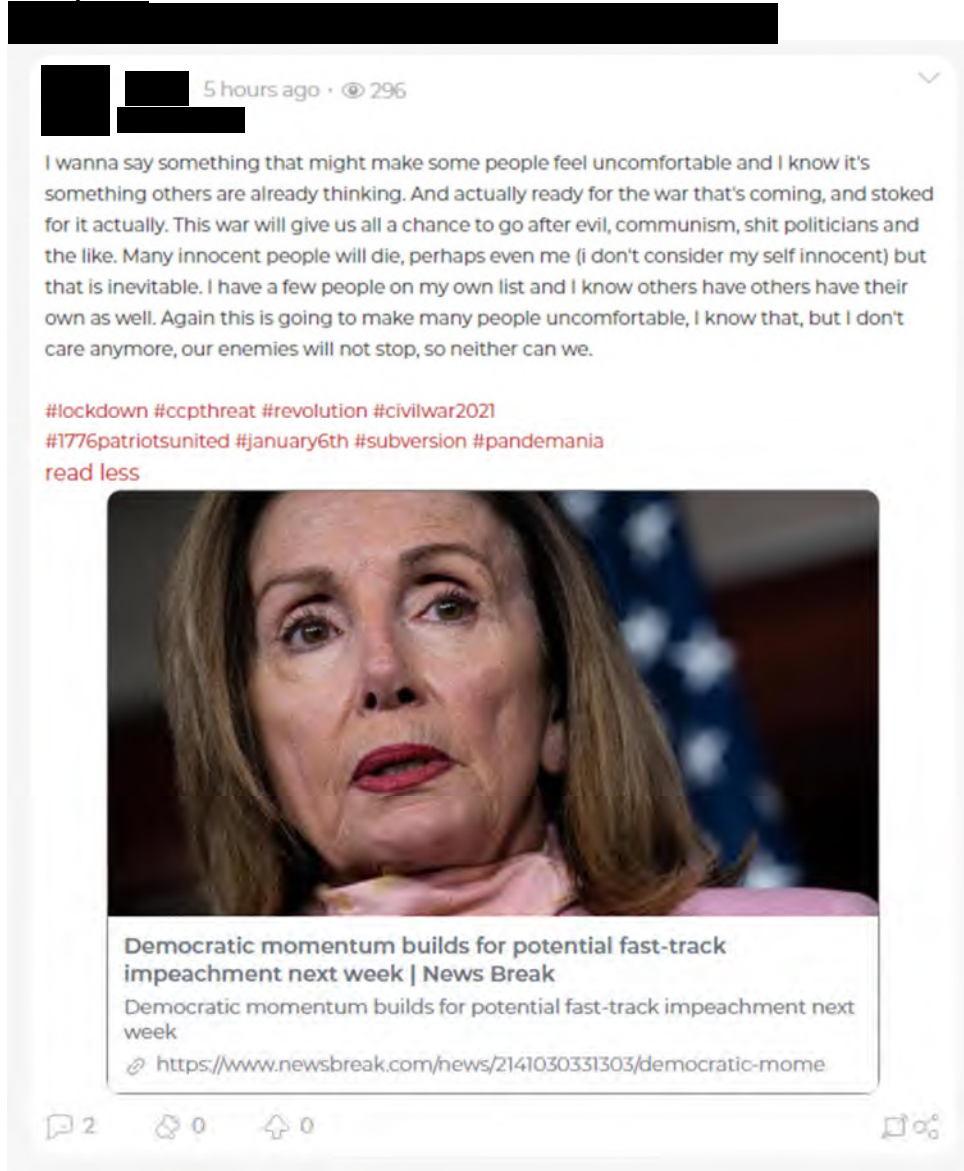 5 hours ago · 296
I wanna say something that might make some people feel uncomfortable and I know it's
something others are already thinking. And actually ready for the war that's coming, and stoked
for it actually. This war will give us all a chance to go after evil, communism, shit politicians and
the like. Many innocent people will die, perhaps even me (i don't consider my self innocent) but
that is inevitable. I have a few people on my own list and I know others have others have their
own as well. Again this is going to make many people uncomfortable, I know that, but I don't
care anymore, our enemies will not stop, so neither can we.
#lockdown #ccpthreat #revolution #civilwar2021
#1776patriotsunited #january6th #subversion #pandemania
read less
Democratic momentum builds for potential fast-track
impeachment next week | News Break
Democratic momentum builds for potential fast-track impeachment next
week
https://www.newsbreak.com/news/2141030331303/democratic-mome
2 0 0